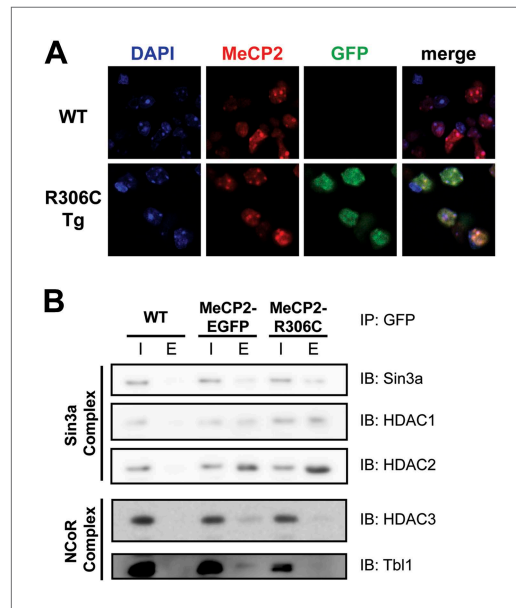 A
DAPI MeCP2 GFP merge
WT
R306C
Tg
B
WT MeCP2-
EGFP MeCP2-
R306C IP: GFP
I E I E I E
Sin3a
Complex
IB: Sin3a
IB: HDAC1
IB: HDAC2
NCoR
Complex
IB: HDAC3
IB: Tbl1